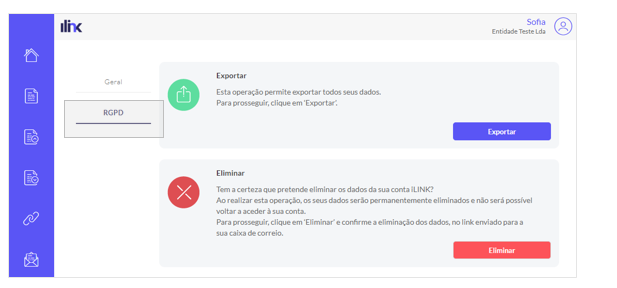 ilink
Sofia
Entidade Teste Lda
Geral
RGPD
Exportar
Esta operação permite exportar todos seus dados.
Para prosseguir, clique em 'Exportar'.
Exportar
Eliminar
Tem a certeza que pretende eliminar os dados da sua conta iLINK?
Ao realizar esta operação, os seus dados serão permanentemente eliminados e não será possível
voltar a aceder à sua conta.
Para prosseguir, clique em 'Eliminar' e confirme a eliminação dos dados, no link enviado para a
sua caixa de correio.
Eliminar